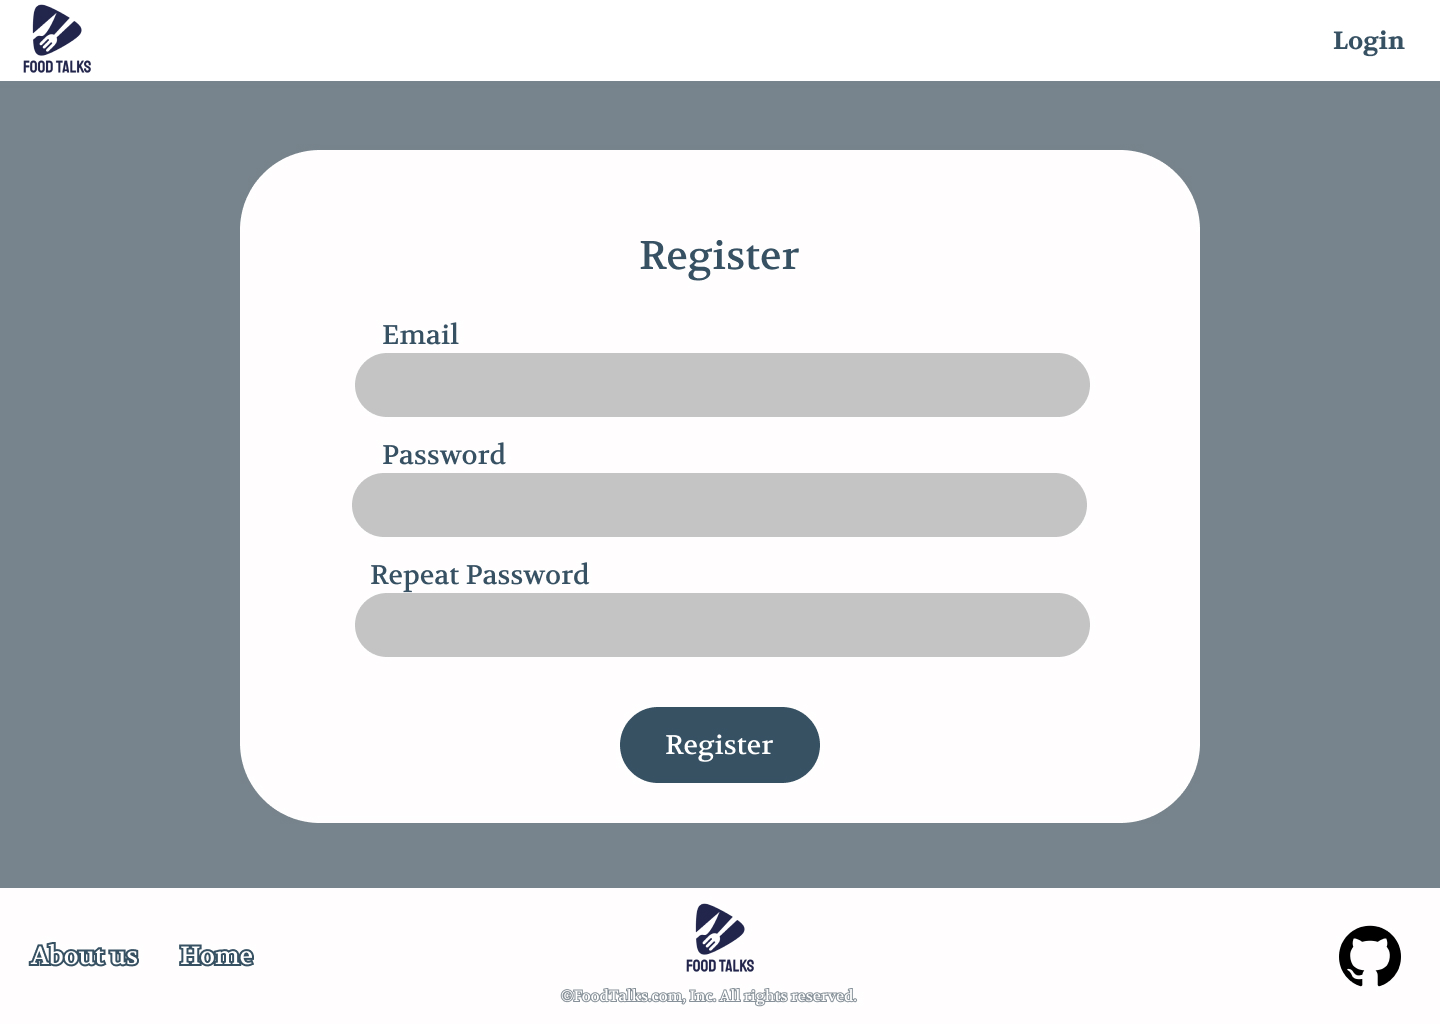 FOOD TALKS
Login
Register
Email
Password
Repeat Password
Register
About us
Home
FOOD TALKS
©FoodTalks.com, Inc. All rights reserved.